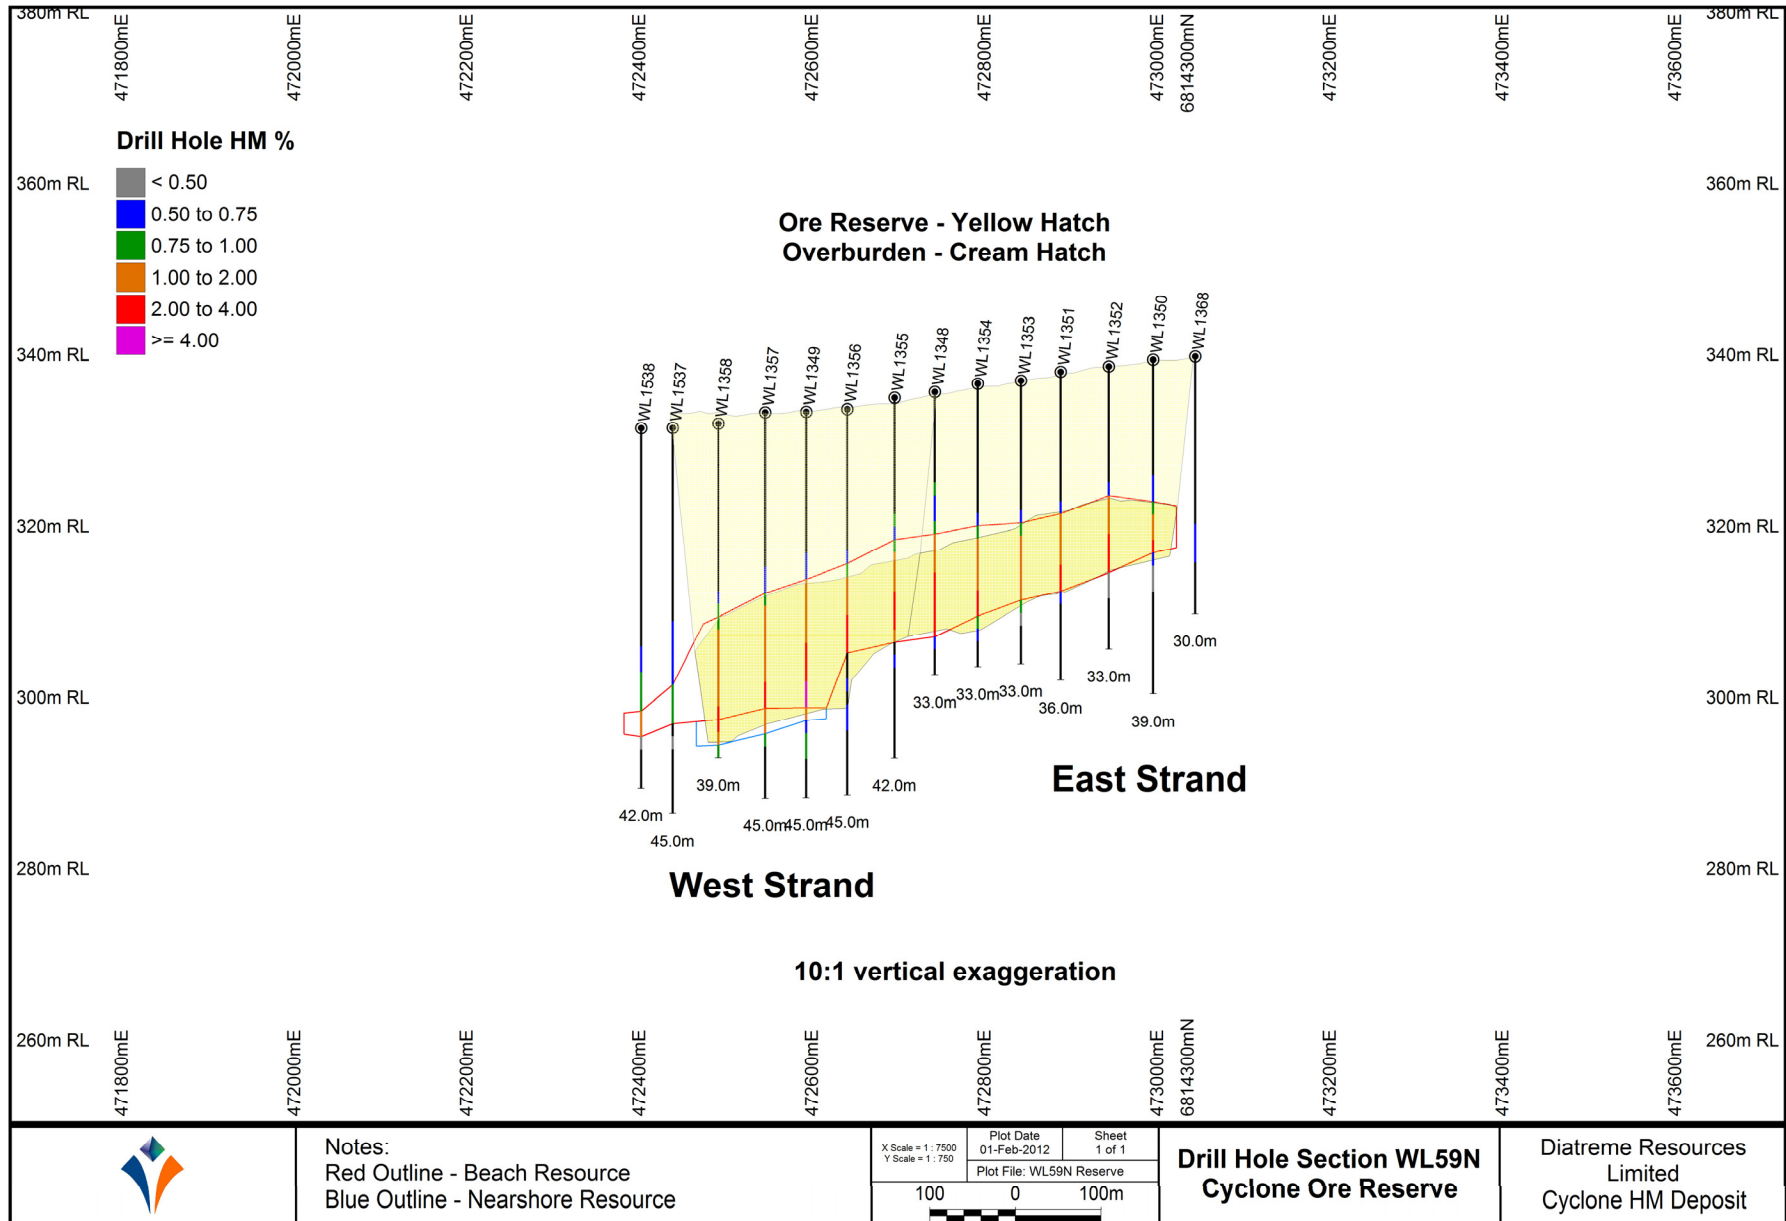 380m RL
380m RL
471800mE
472000mE
472200mE
472400mE
472600mE
472800mE
473000mE
6814300mN
473200mE
473400mE
473600mE
Drill Hole HM %
< 0.50
0.50 to 0.75
0.75 to 1.00
1.00 to 2.00
2.00 to 4.00
>= 4.00
360m RL
360m RL
Ore Reserve - Yellow Hatch
Overburden - Cream Hatch
340m RL
340m RL
WL1538
WL1537
WL1358
WL1357
WL1349
WL1356
WL1355
WL1348
WL1354
WL1353
WL1351
WL1352
WL1350
WL1368
320m RL
320m RL
300m RL
300m RL
42.0m
45.0m
39.0m
45.0m
45.0m
45.0m
42.0m
33.0m
33.0m
33.0m
36.0m
33.0m
39.0m
30.0m
East Strand
West Strand
280m RL
280m RL
10:1 vertical exaggeration
260m RL
260m RL
471800mE
472000mE
472200mE
472400mE
472600mE
472800mE
473000mE
6814300mN
473200mE
473400mE
473600mE
Notes:
Red Outline - Beach Resource
Blue Outline - Nearshore Resource
X Scale = 1 : 7500
Y Scale = 1 : 750
Plot Date
01-Feb-2012
Sheet
1 of 1
Plot File: WL59N Reserve
100 0 100m
Drill Hole Section WL59N
Cyclone Ore Reserve
Diatreme Resources
Limited
Cyclone HM Deposit